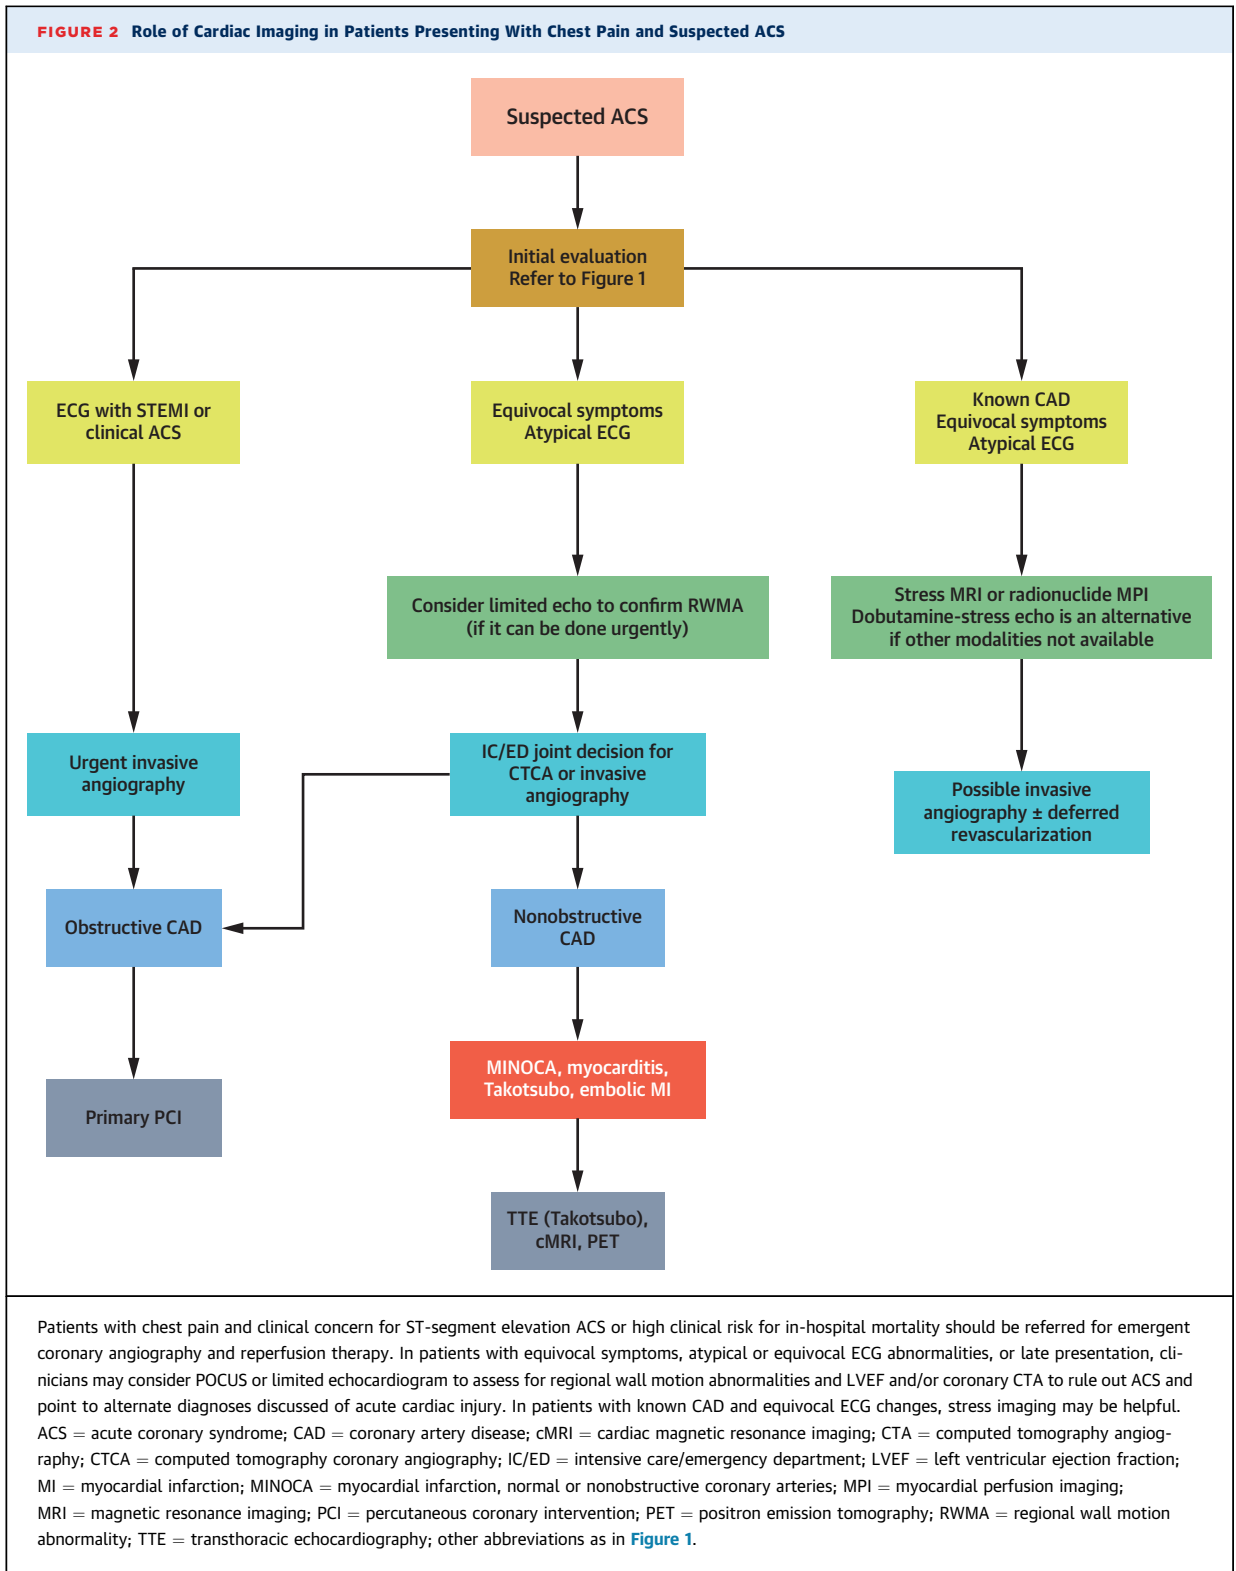 FIGURE 2 Role of Cardiac Imaging in Patients Presenting With Chest Pain and Suspected ACS
Suspected ACS
Initial evaluation
Refer to Figure 1
ECG with STEMI or
clinical ACS
Equivocal symptoms
Atypical ECG
Known CAD
Equivocal symptoms
Atypical ECG
Consider limited echo to confirm RWMA
(if it can be done urgently)
Stress MRI or radionuclide MPI
Dobutamine-stress echo is an alternative
if other modalities not available
Urgent invasive
angiography
IC/ED joint decision for
CTCA or invasive
angiography
Possible invasive
angiography ± deferred
revascularization
Obstructive CAD
Nonobstructive
CAD
MINOCA, myocarditis,
Takotsubo, embolic MI
Primary PCI
TTE (Takotsubo),
cMRI, PET
Patients with chest pain and clinical concern for ST-segment elevation ACS or high clinical risk for in-hospital mortality should be referred for emergent
coronary angiography and reperfusion therapy. In patients with equivocal symptoms, atypical or equivocal ECG abnormalities, or late presentation, cli-
nicians may consider POCUS or limited echocardiogram to assess for regional wall motion abnormalities and LVEF and/or coronary CTA to rule out ACS and
point to alternate diagnoses discussed of acute cardiac injury. In patients with known CAD and equivocal ECG changes, stress imaging may be helpful.
ACS = acute coronary syndrome; CAD = coronary artery disease; cMRI = cardiac magnetic resonance imaging; CTA = computed tomography angiog-
raphy; CTCA = computed tomography coronary angiography; IC/ED = intensive care/emergency department; LVEF = left ventricular ejection fraction;
MI = myocardial infarction; MINOCA = myocardial infarction, normal or nonobstructive coronary arteries; MPI = myocardial perfusion imaging;
MRI = magnetic resonance imaging; PCI = percutaneous coronary intervention; PET = positron emission tomography; RWMA = regional wall motion
abnormality; TTE = transthoracic echocardiography; other abbreviations as in Figure 1.